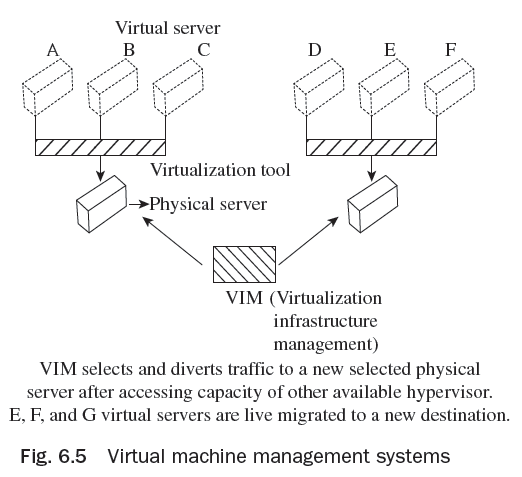 Virtual server
A B C D E F
Virtualization tool
Physical server
VIM (Virtualization
infrastructure
management)
VIM selects and diverts traffic to a new selected physical
server after accessing capacity of other available hypervisor.
E, F, and G virtual servers are live migrated to a new destination.
Fig. 6.5 Virtual machine management systems